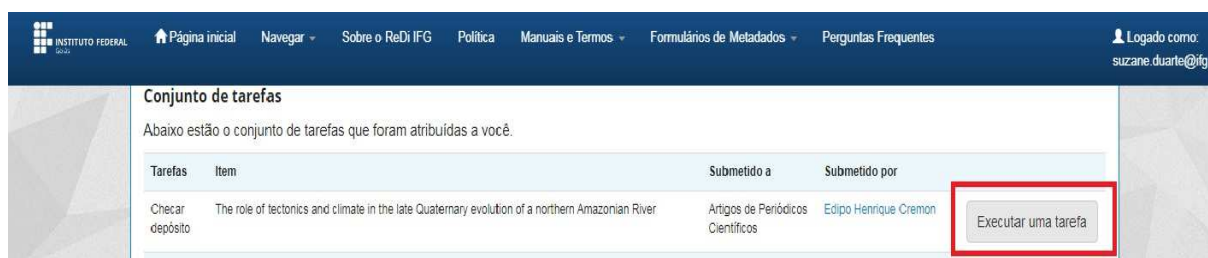 INSTITUTO FEDERAL
Goiás
Página inicial Navegar Sobre o ReDi IFG Política Manuais e Termos Formulários de Metadados Perguntas Frequentes
Logado como:
suzane.duarte@ifg
Conjunto de tarefas
Abaixo estão o conjunto de tarefas que foram atribuídas a você.
Tarefas Item Submetido a Submetido por
Checar depósito The role of tectonics and climate in the late Quaternary evolution of a northern Amazonian River Artigos de Periódicos Científicos Edipo Henrique Cremon Executar uma tarefa